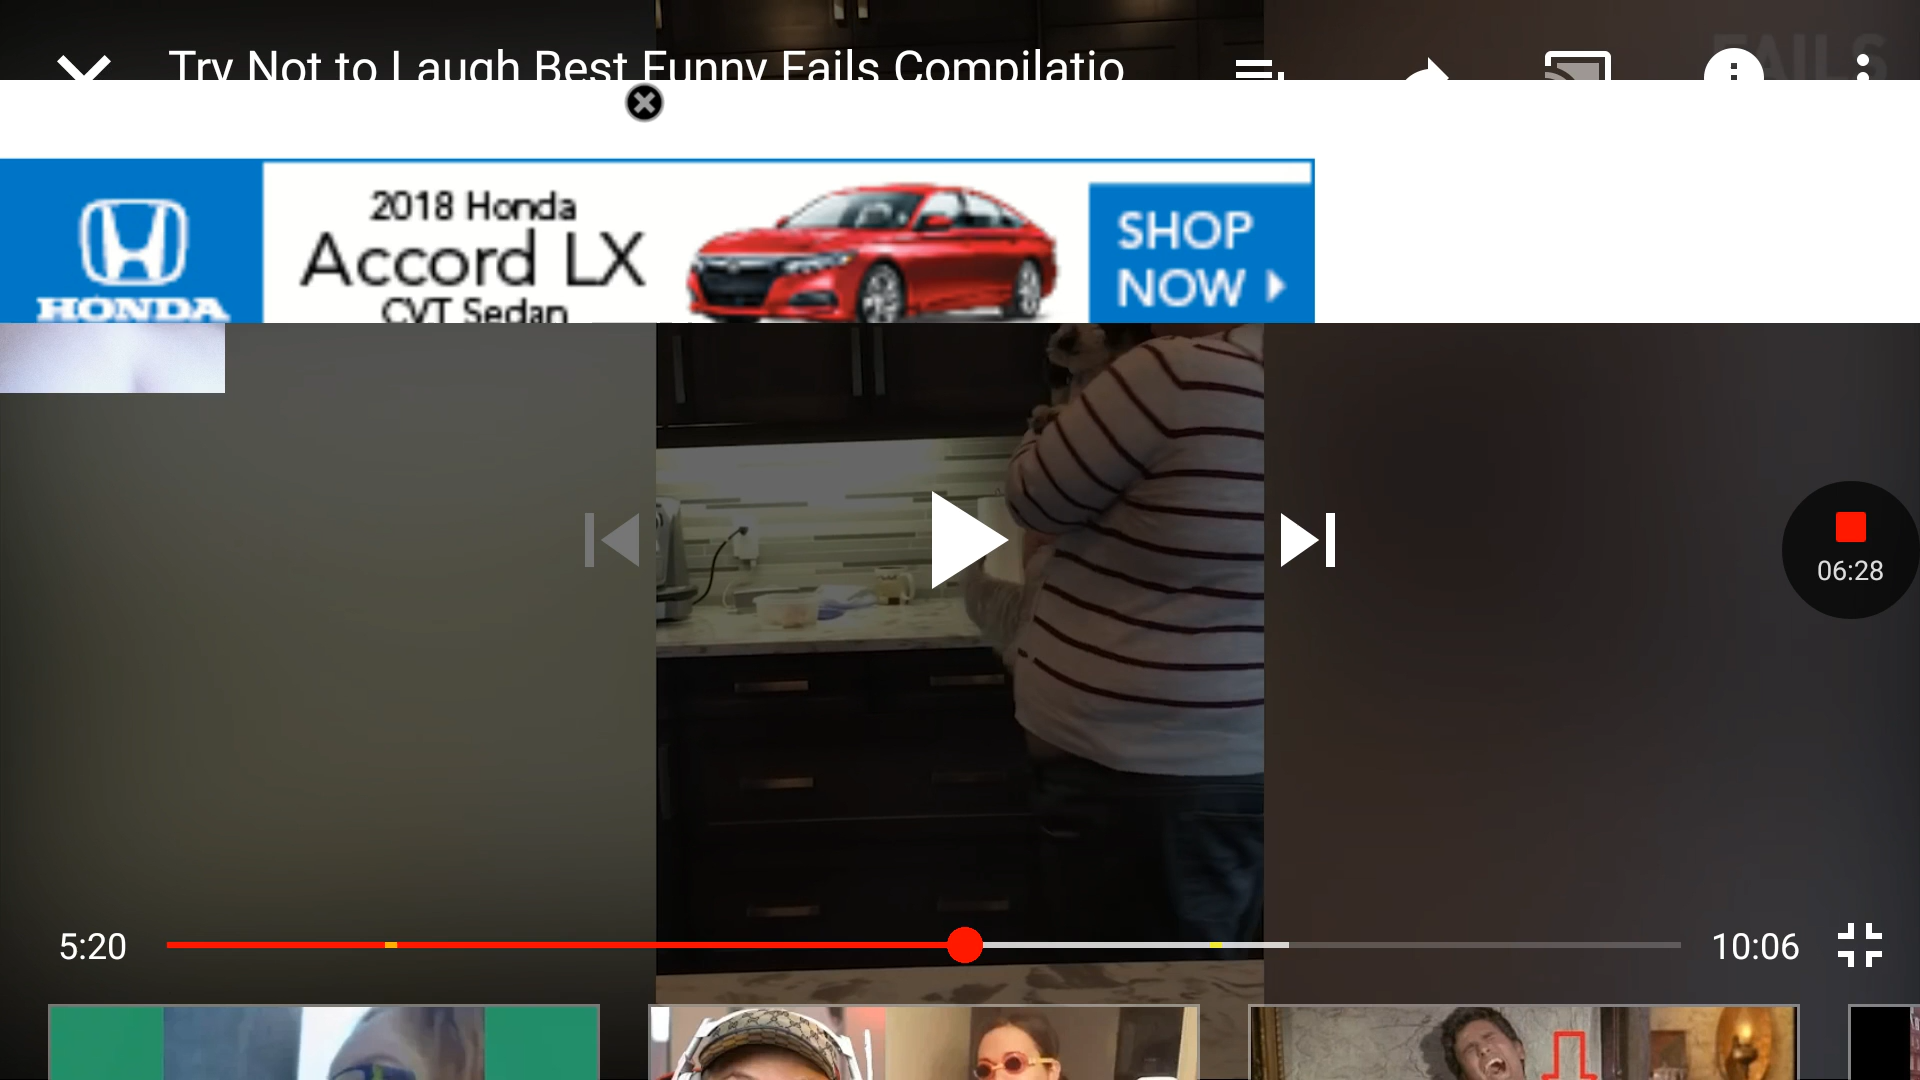 Try Not to Laugh Best Funny Fails Compilatio
FAILS
2018 Honda
Accord LX
CVT Sedan
HONDA
SHOP
NOW
06:28
5:20
10:06